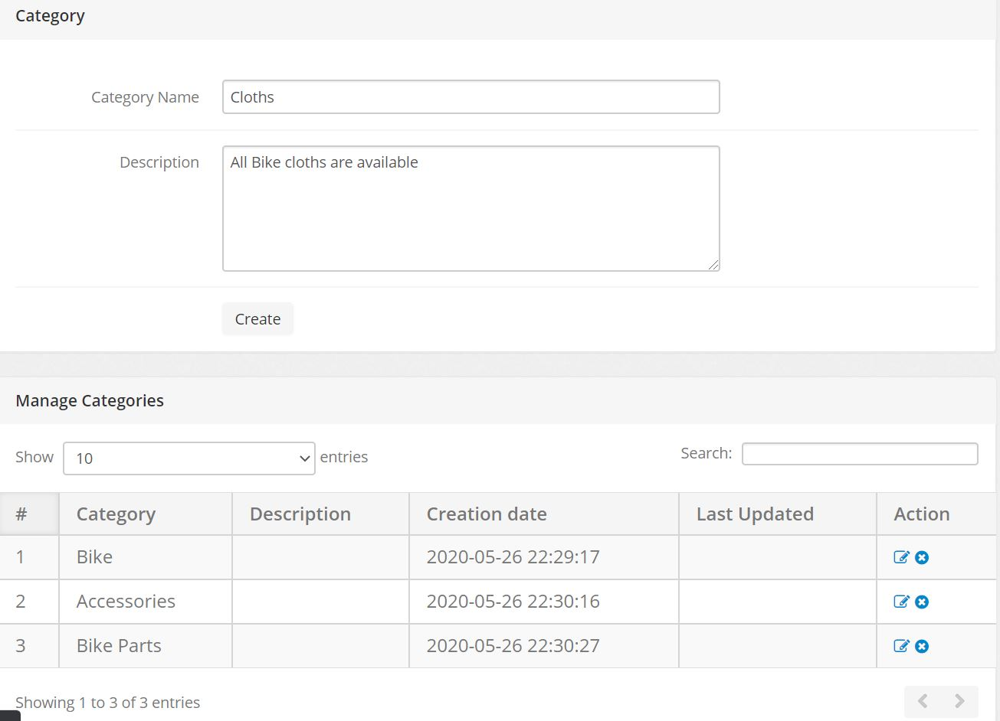 Category
Category Name Cloths
Description All Bike cloths are available
Create
Manage Categories
Show 10 entries Search:
# Category Description Creation date Last Updated Action
1 Bike 2020-05-26 22:29:17
2 Accessories 2020-05-26 22:30:16
3 Bike Parts 2020-05-26 22:30:27
Showing 1 to 3 of 3 entries